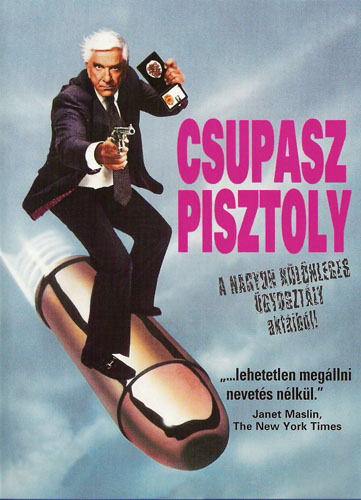 CSUPASZ
PISZTOLY
A NAGYON KÜLÖNLEGES
ÜGYOSZTÁLY
aktáiból!
„...lehetetlen megállni
nevetés nélkül.”
Janet Maslin,
The New York Times